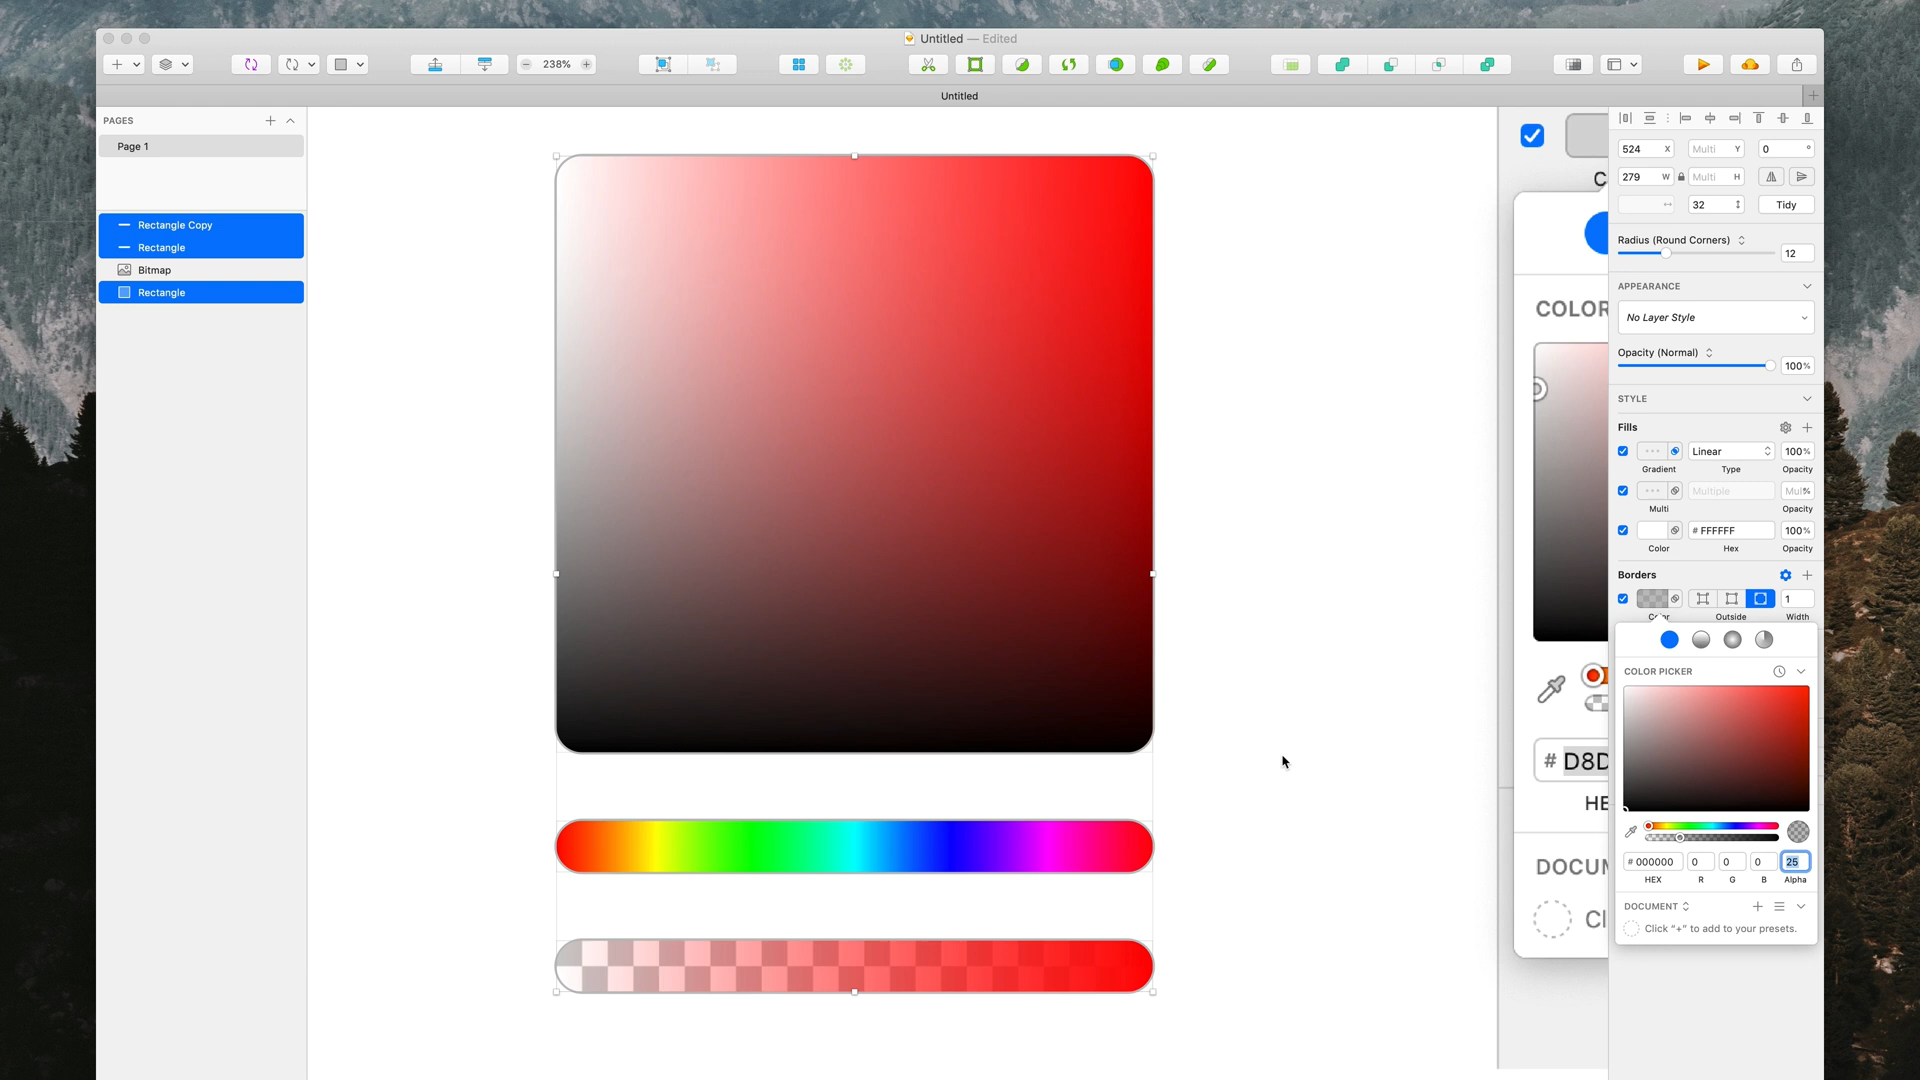 Untitled — Edited
238%
Untitled
PAGES
Page 1
Rectangle Copy
Rectangle
Bitmap
Rectangle
524 X Multi Y 0 °
279 W Multi H
32 Tidy
Radius (Round Corners)
12
APPEARANCE
No Layer Style
Opacity (Normal)
100%
STYLE
Fills
Linear 100%
Gradient Type Opacity
Multiple Mul%
Multi Opacity
# FFFFFF 100%
Color Hex Opacity
Borders
1
Color Outside Width
COLOR PICKER
# 000000 0 0 0 25
HEX R G B Alpha
DOCUMENT
Click “+” to add to your presets.
C
COLOR
# D8D
HE
DOCUM
Cl